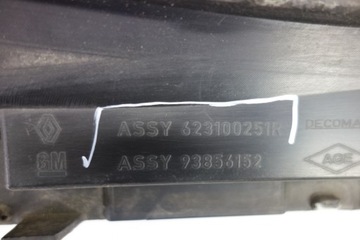 ASSY 623100251R DECOMA
GM ASSY 93856152 AGE